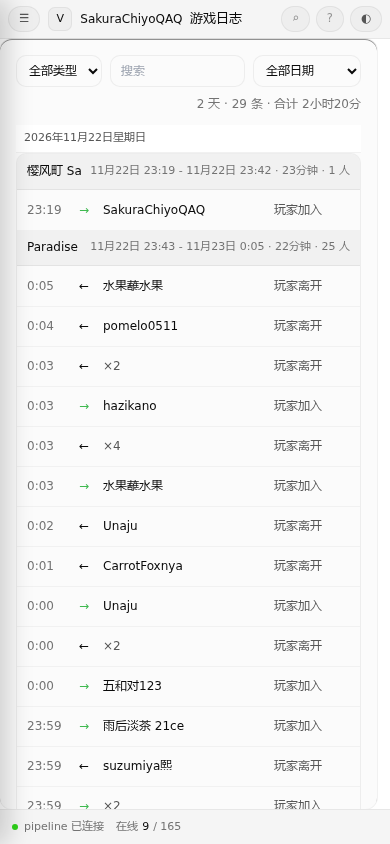 ☰ V SakuraChiyoQAQ 游戏日志 ⌕ ? ◐
全部类型 搜索 全部日期
2 天 · 29 条 · 合计 2小时20分
2026年11月22日星期日
樱风町 Sa 11月22日 23:19 - 11月22日 23:42 · 23分钟 · 1 人
23:19 → SakuraChiyoQAQ 玩家加入
Paradise 11月22日 23:43 - 11月23日 0:05 · 22分钟 · 25 人
0:05 ← 水果蘑水果 玩家离开
0:04 ← pomelo0511 玩家离开
0:03 ← ×2 玩家离开
0:03 → hazikano 玩家加入
0:03 ← ×4 玩家离开
0:03 → 水果蘑水果 玩家加入
0:02 ← Unaju 玩家离开
0:01 ← CarrotFoxnya 玩家离开
0:00 → Unaju 玩家加入
0:00 ← ×2 玩家离开
0:00 → 五和对123 玩家加入
23:59 → 雨后淡茶 21ce 玩家加入
23:59 ← suzumiya熙 玩家离开
23:59 → ×2 玩家加入
pipeline 已连接 在线 9 / 165